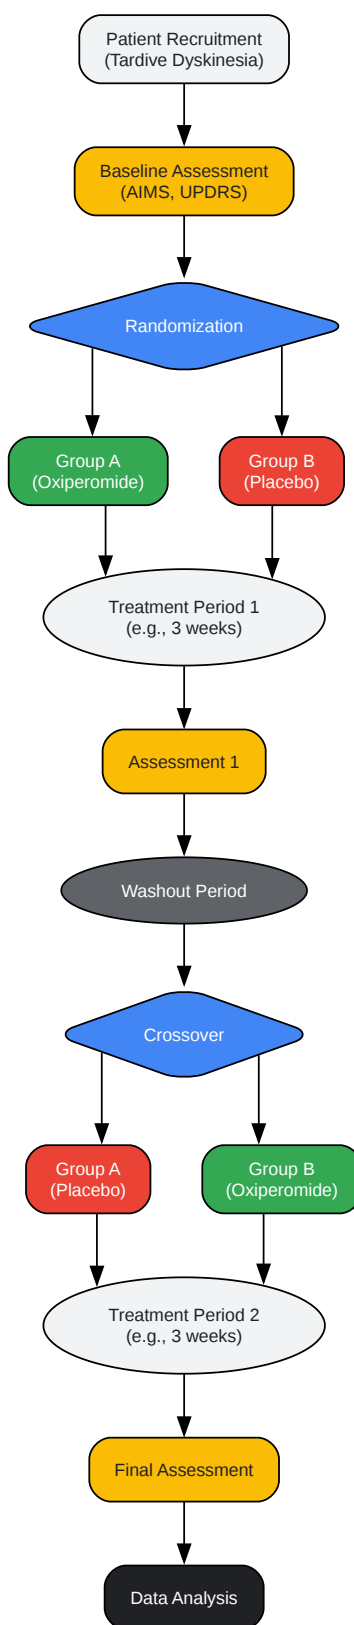 Patient Recruitment
(Tardive Dyskinesia)
Baseline Assessment
(AIMS, UPDRS)
Randomization
Group A
(Oxiperomide)
Group B
(Placebo)
Treatment Period 1
(e.g., 3 weeks)
Assessment 1
Washout Period
Crossover
Group A
(Placebo)
Group B
(Oxiperomide)
Treatment Period 2
(e.g., 3 weeks)
Final Assessment
Data Analysis